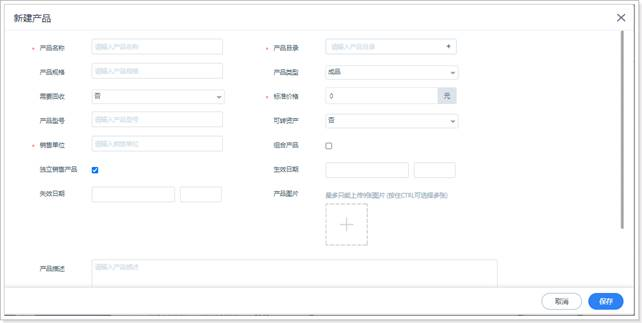 新建产品
* 产品名称 请输入产品名称 * 产品目录 请输入产品目录 +
产品规格 请输入产品规格 产品类型 成品
需要回收 否 * 标准价格 0 元
产品型号 请输入产品型号 可转资产 否
* 销售单位 请输入销售单位 组合产品
独立销售产品 生效日期
失效日期 产品图片 最多只能上传9张图片(按住CTRL可选择多张)
产品描述 请输入产品描述
取消 保存